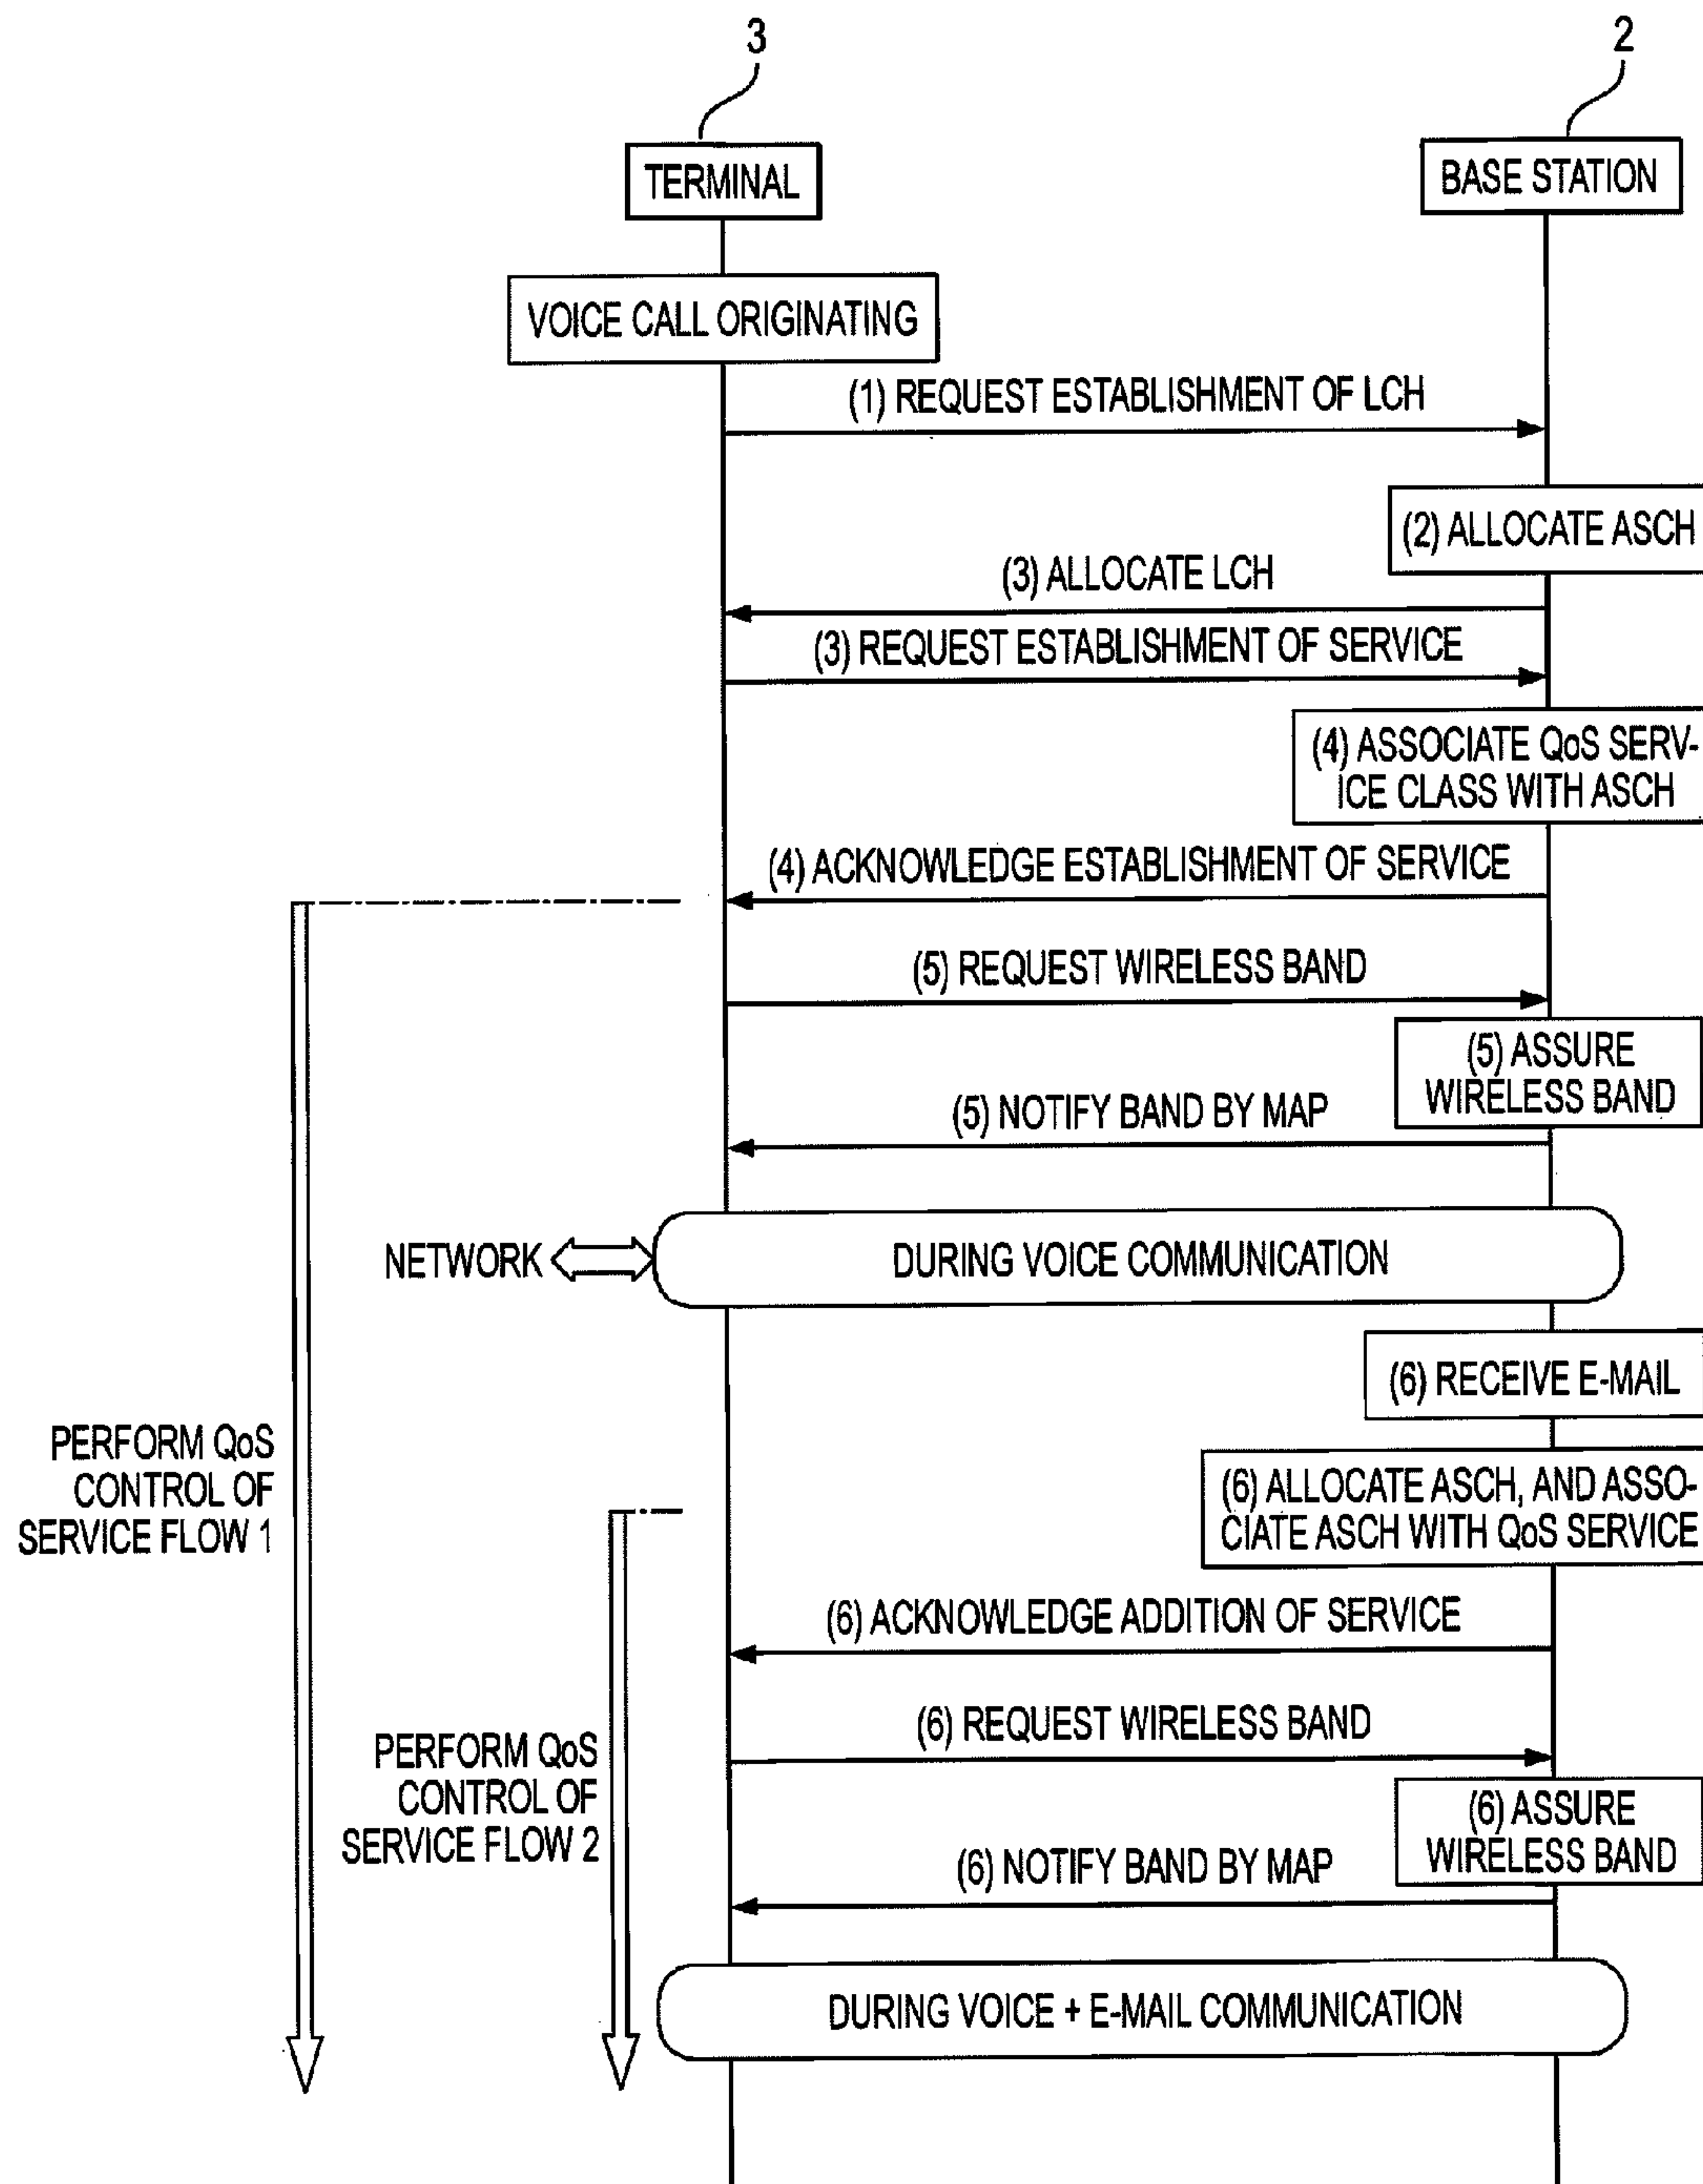 3
2
TERMINAL
BASE STATION
VOICE CALL ORIGINATING
(1) REQUEST ESTABLISHMENT OF LCH
(2) ALLOCATE ASCH
(3) ALLOCATE LCH
(3) REQUEST ESTABLISHMENT OF SERVICE
(4) ASSOCIATE QoS SERV-
ICE CLASS WITH ASCH
(4) ACKNOWLEDGE ESTABLISHMENT OF SERVICE
(5) REQUEST WIRELESS BAND
(5) ASSURE
WIRELESS BAND
(5) NOTIFY BAND BY MAP
NETWORK
DURING VOICE COMMUNICATION
(6) RECEIVE E-MAIL
PERFORM QoS
CONTROL OF
SERVICE FLOW 1
(6) ALLOCATE ASCH, AND ASSO-
CIATE ASCH WITH QoS SERVICE
(6) ACKNOWLEDGE ADDITION OF SERVICE
(6) REQUEST WIRELESS BAND
PERFORM QoS
CONTROL OF
SERVICE FLOW 2
(6) ASSURE
WIRELESS BAND
(6) NOTIFY BAND BY MAP
DURING VOICE + E-MAIL COMMUNICATION